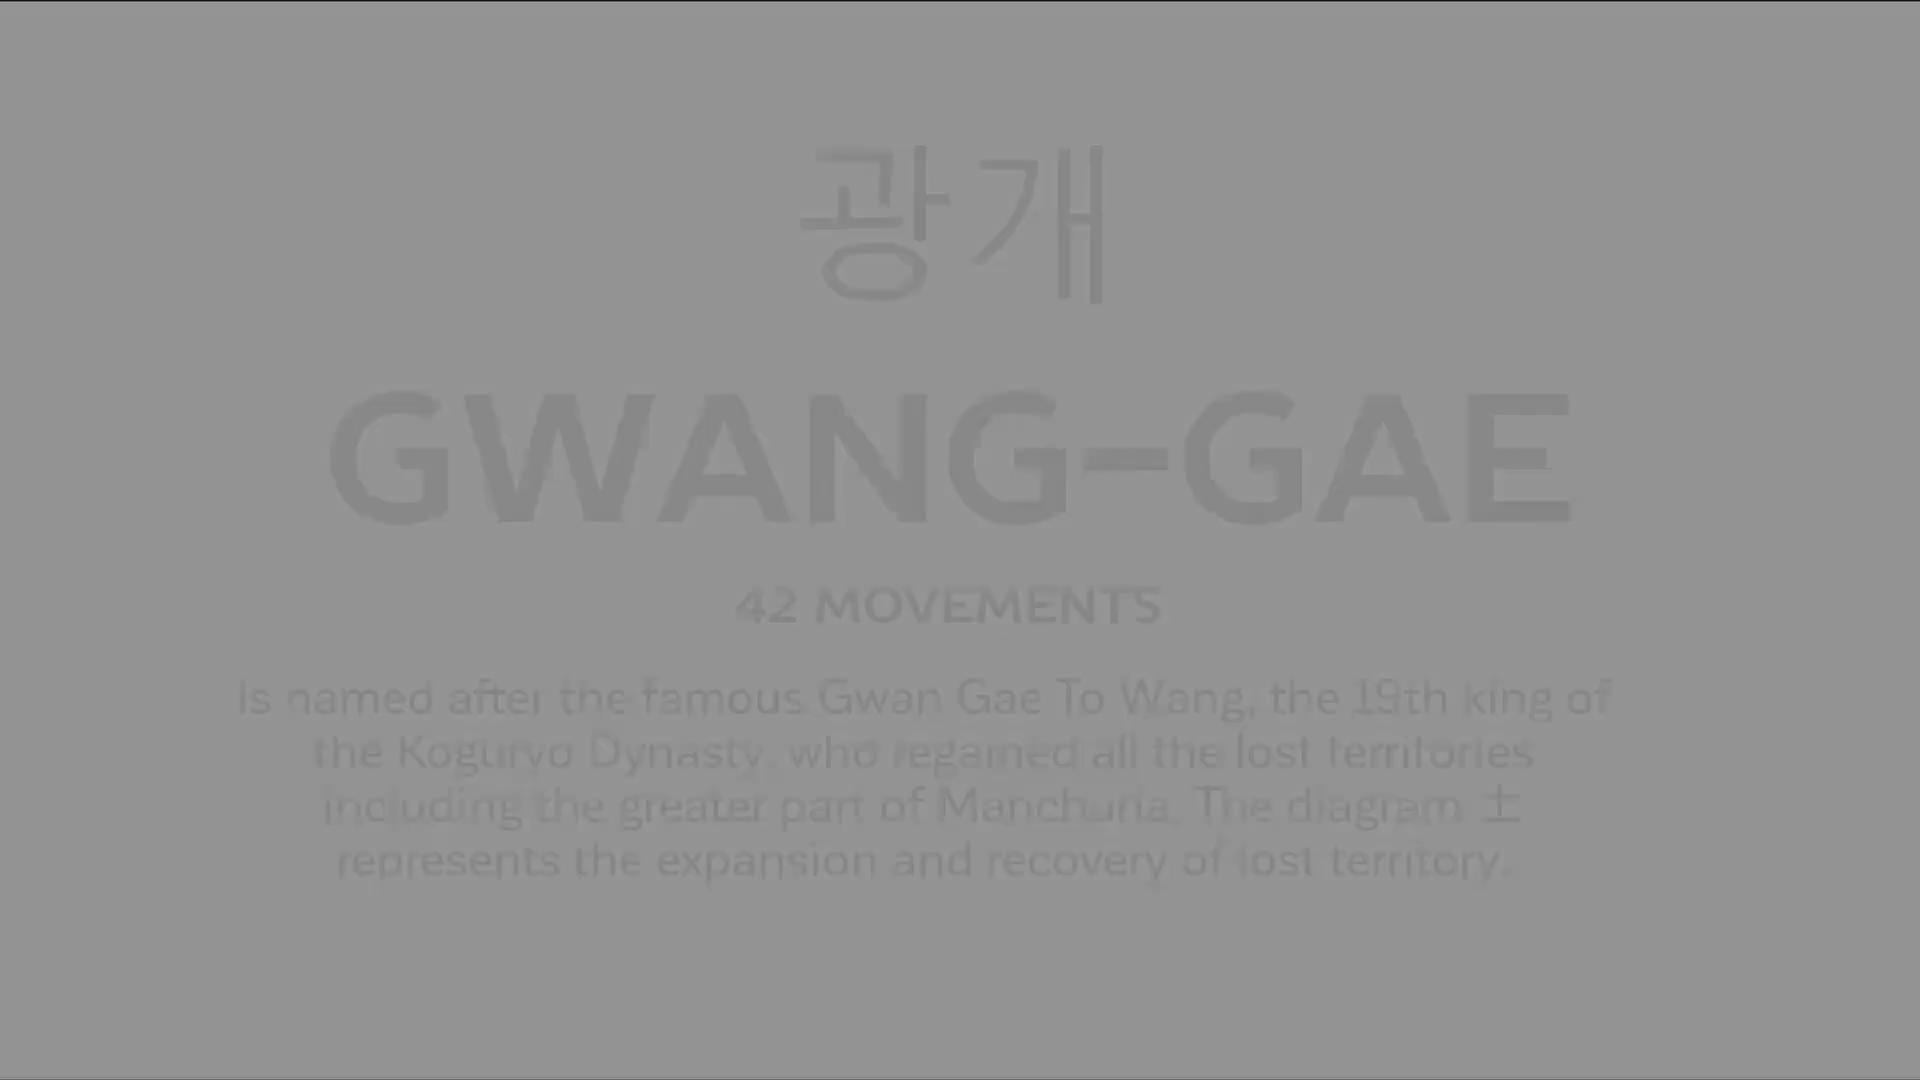 광개
GWANG-GAE
42 MOVEMENTS
Is named after the famous Gwan Gae To Wang, the 19th king of
the Koguryo Dynasty, who regained all the lost territories
including the greater part of Manchuria. The diagram ±
represents the expansion and recovery of lost territory.